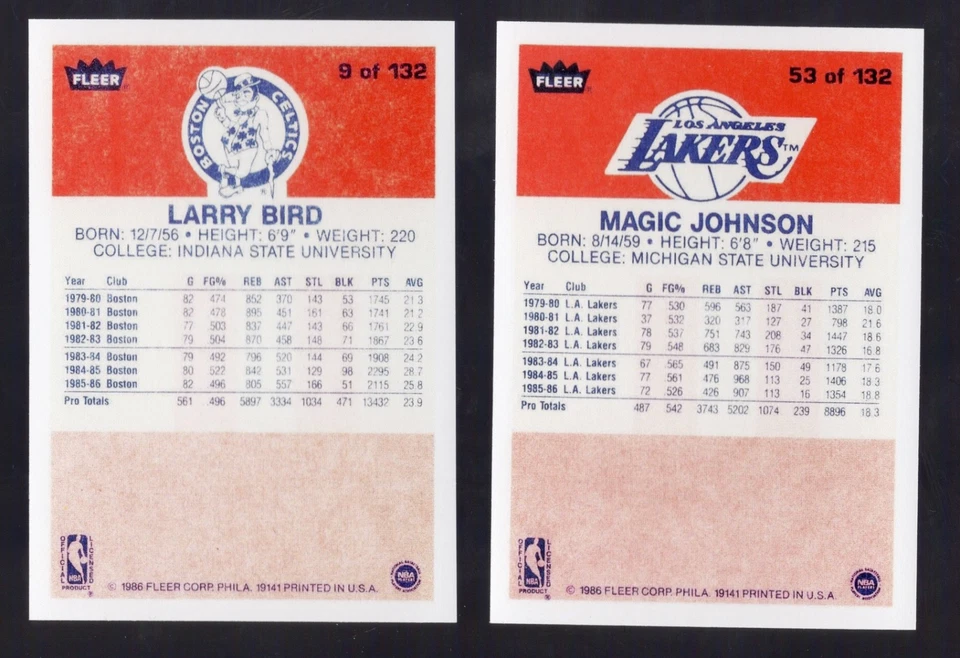 FLEER
9 of 132
BOSTON CELTICS
LARRY BIRD
BORN: 12/7/56 • HEIGHT: 6'9" • WEIGHT: 220
COLLEGE: INDIANA STATE UNIVERSITY
Year Club G FG% REB AST STL BLK PTS AVG
1979-80 Boston 82 .474 852 370 143 53 1745 21.3
1980-81 Boston 82 .478 895 451 161 63 1741 21.2
1981-82 Boston 77 .503 837 447 143 66 1761 22.9
1982-83 Boston 79 .504 870 458 148 71 1867 23.6
1983-84 Boston 79 .492 796 520 144 69 1908 24.2
1984-85 Boston 80 .522 842 531 129 98 2295 28.7
1985-86 Boston 82 .496 805 557 166 51 2115 25.8
Pro Totals 561 .496 5897 3334 1034 471 13432 23.9
OFFICIAL LICENSED
NBA
PRODUCT
®
© 1986 FLEER CORP. PHILA. 19141 PRINTED IN U.S.A.
NBA
PLAYERS
FLEER
53 of 132
LOS ANGELES
LAKERS TM
MAGIC JOHNSON
BORN: 8/14/59 • HEIGHT: 6'8" • WEIGHT: 215
COLLEGE: MICHIGAN STATE UNIVERSITY
Year Club G FG% REB AST STL BLK PTS AVG
1979-80 L.A. Lakers 77 .530 596 563 187 41 1387 18.0
1980-81 L.A. Lakers 37 .532 320 317 127 27 798 21.6
1981-82 L.A. Lakers 78 .537 751 743 208 34 1447 18.6
1982-83 L.A. Lakers 79 .548 683 829 176 47 1326 16.8
1983-84 L.A. Lakers 67 .565 491 875 150 49 1178 17.6
1984-85 L.A. Lakers 77 .561 476 968 113 25 1406 18.3
1985-86 L.A. Lakers 72 .526 426 907 113 16 1354 18.8
Pro Totals 487 .542 3743 5202 1074 239 8896 18.3
OFFICIAL LICENSED
NBA
PRODUCT
®
© 1986 FLEER CORP. PHILA. 19141 PRINTED IN U.S.A.
NBA
PLAYERS